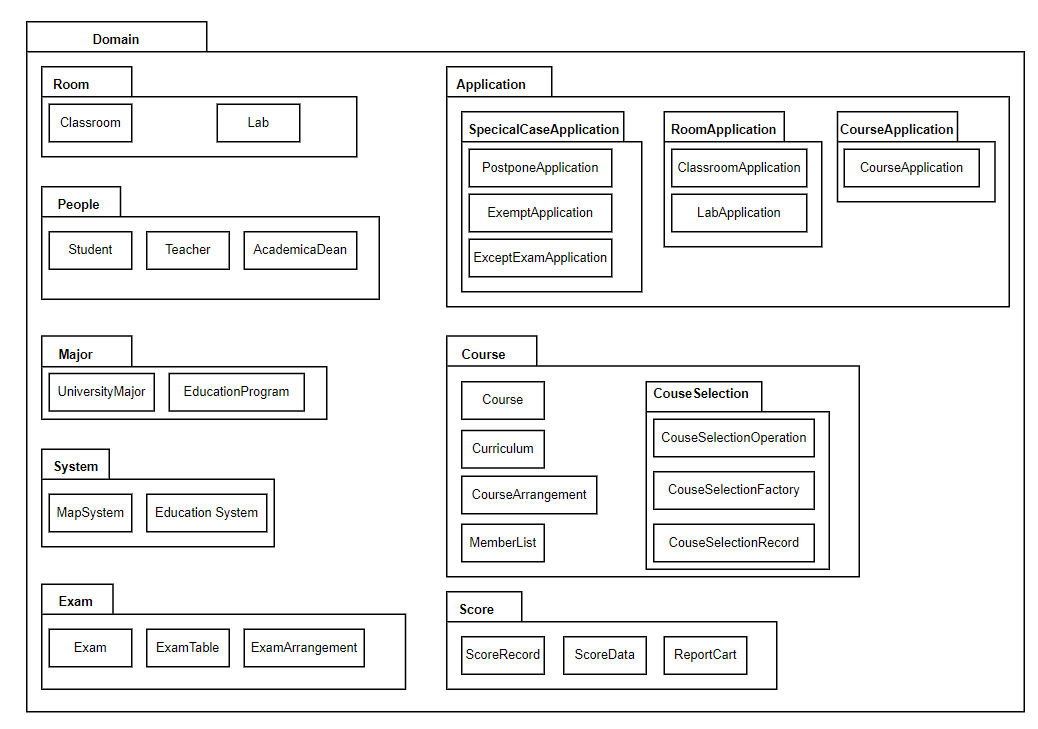 Domain
Room
Classroom
Lab
People
Student
Teacher
AcademicaDean
Major
UniversityMajor
EducationProgram
System
MapSystem
Education System
Exam
Exam
ExamTable
ExamArrangement
Application
SpecicalCaseApplication
PostponeApplication
ExemptApplication
ExceptExamApplication
RoomApplication
ClassroomApplication
LabApplication
CourseApplication
CourseApplication
Course
Course
Curriculum
CourseArrangement
MemberList
CouseSelection
CouseSelectionOperation
CouseSelectionFactory
CouseSelectionRecord
Score
ScoreRecord
ScoreData
ReportCart